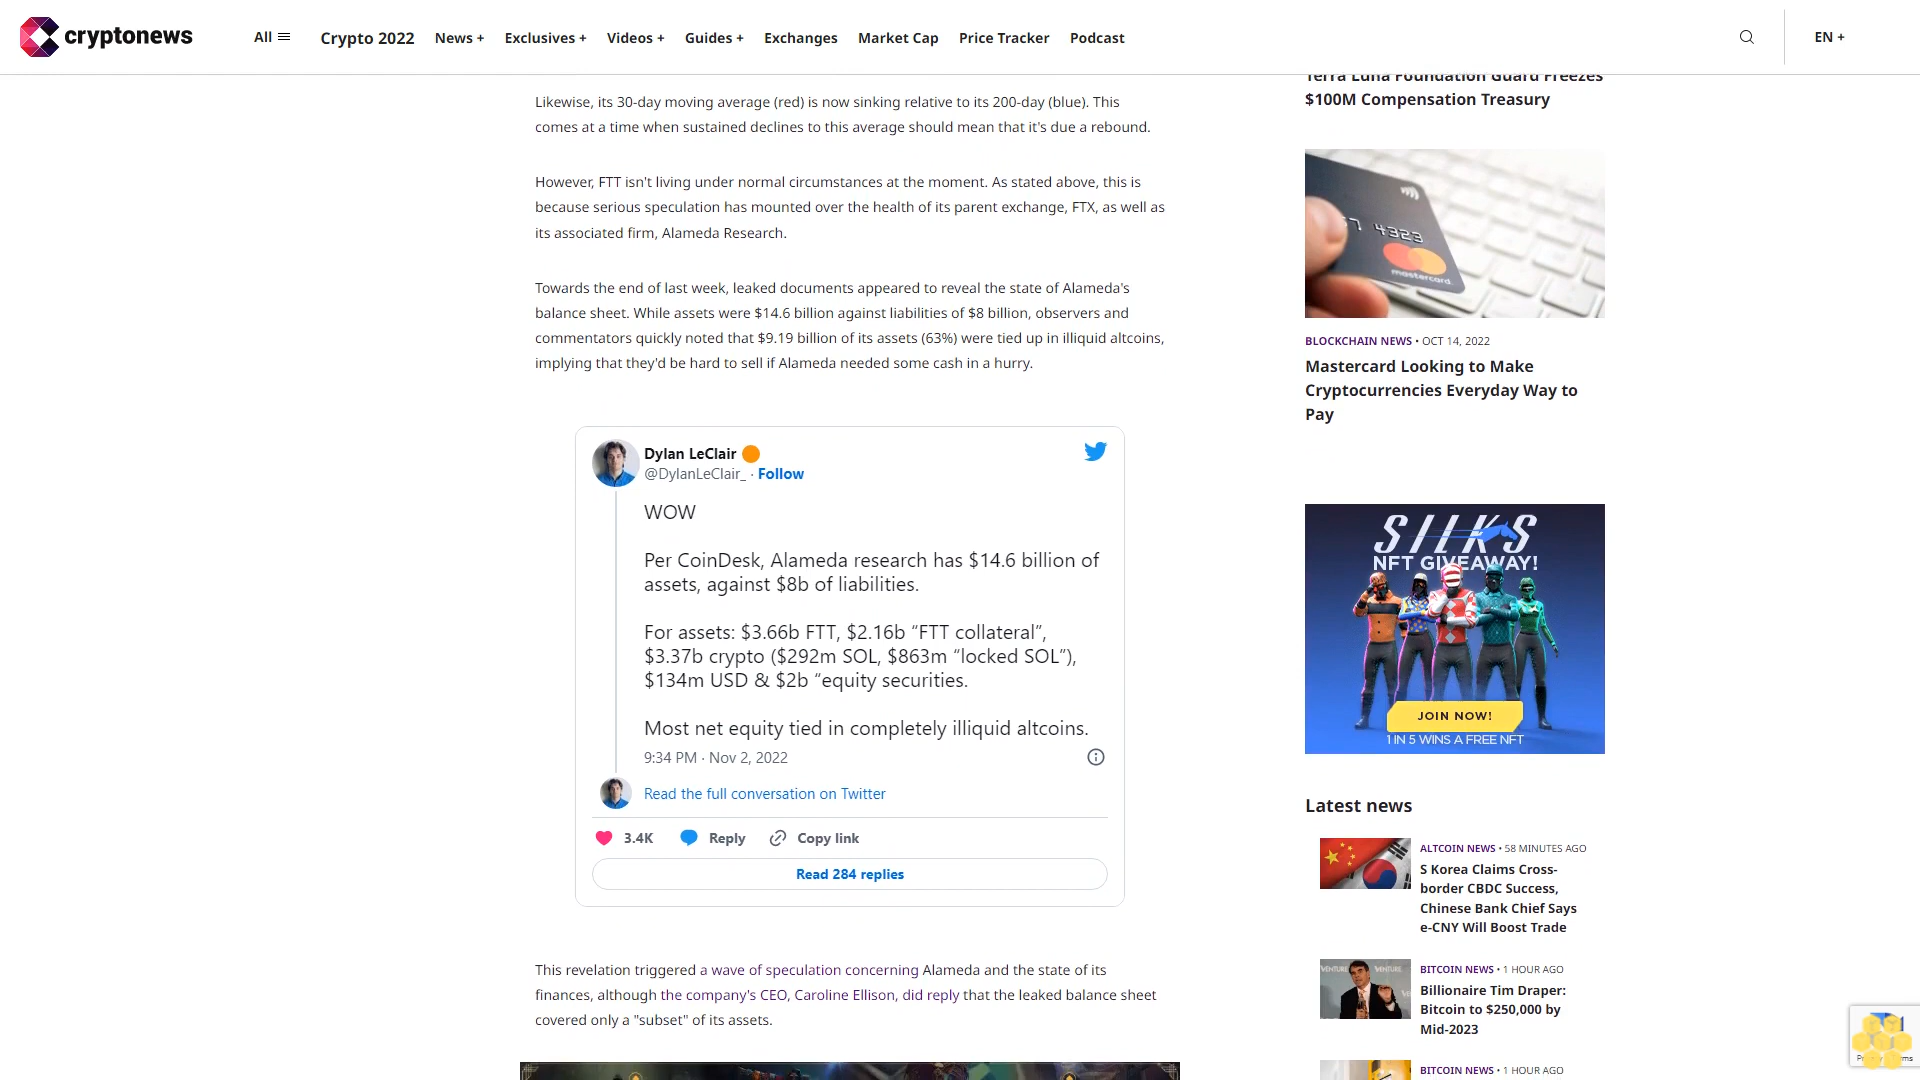 cryptonews
All
Crypto 2022
News +
Exclusives +
Videos +
Guides +
Exchanges
Market Cap
Price Tracker
Podcast
EN +
Likewise, its 30-day moving average (red) is now sinking relative to its 200-day (blue). This
comes at a time when sustained declines to this average should mean that it's due a rebound.
However, FTT isn't living under normal circumstances at the moment. As stated above, this is
because serious speculation has mounted over the health of its parent exchange, FTX, as well as
its associated firm, Alameda Research.
Towards the end of last week, leaked documents appeared to reveal the state of Alameda's
balance sheet. While assets were $14.6 billion against liabilities of $8 billion, observers and
commentators quickly noted that $9.19 billion of its assets (63%) were tied up in illiquid altcoins,
implying that they'd be hard to sell if Alameda needed some cash in a hurry.
Dylan LeClair
@DylanLeClair_ · Follow
WOW
Per CoinDesk, Alameda research has $14.6 billion of
assets, against $8b of liabilities.
For assets: $3.66b FTT, $2.16b “FTT collateral”,
$3.37b crypto ($292m SOL, $863m “locked SOL”),
$134m USD & $2b “equity securities.
Most net equity tied in completely illiquid altcoins.
9:34 PM · Nov 2, 2022
Read the full conversation on Twitter
3.4K
Reply
Copy link
Read 284 replies
This revelation triggered a wave of speculation concerning Alameda and the state of its
finances, although the company's CEO, Caroline Ellison, did reply that the leaked balance sheet
covered only a "subset" of its assets.
Terra Luna Foundation Guard Freezes
$100M Compensation Treasury
4323
mastercard
BLOCKCHAIN NEWS • OCT 14, 2022
Mastercard Looking to Make
Cryptocurrencies Everyday Way to
Pay
SILKS
NFT GIVEAWAY!
JOIN NOW!
1 IN 5 WINS A FREE NFT
Latest news
ALTCOIN NEWS • 58 MINUTES AGO
S Korea Claims Cross-
border CBDC Success,
Chinese Bank Chief Says
e-CNY Will Boost Trade
BITCOIN NEWS • 1 HOUR AGO
Billionaire Tim Draper:
Bitcoin to $250,000 by
Mid-2023
BITCOIN NEWS • 1 HOUR AGO